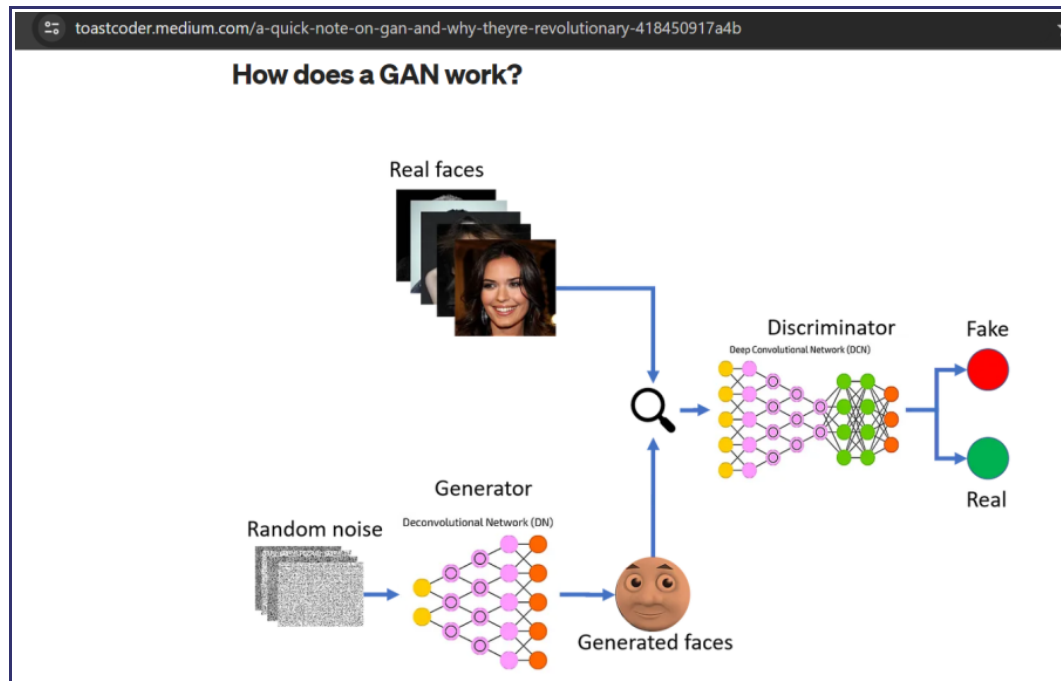 toastcoder.medium.com/a-quick-note-on-gan-and-why-theyre-revolutionary-418450917a4b
How does a GAN work?
Real faces
Discriminator
Fake
Deep Convolutional Network (DCN)
Real
Generator
Deconvolutional Network (DN)
Random noise
Generated faces